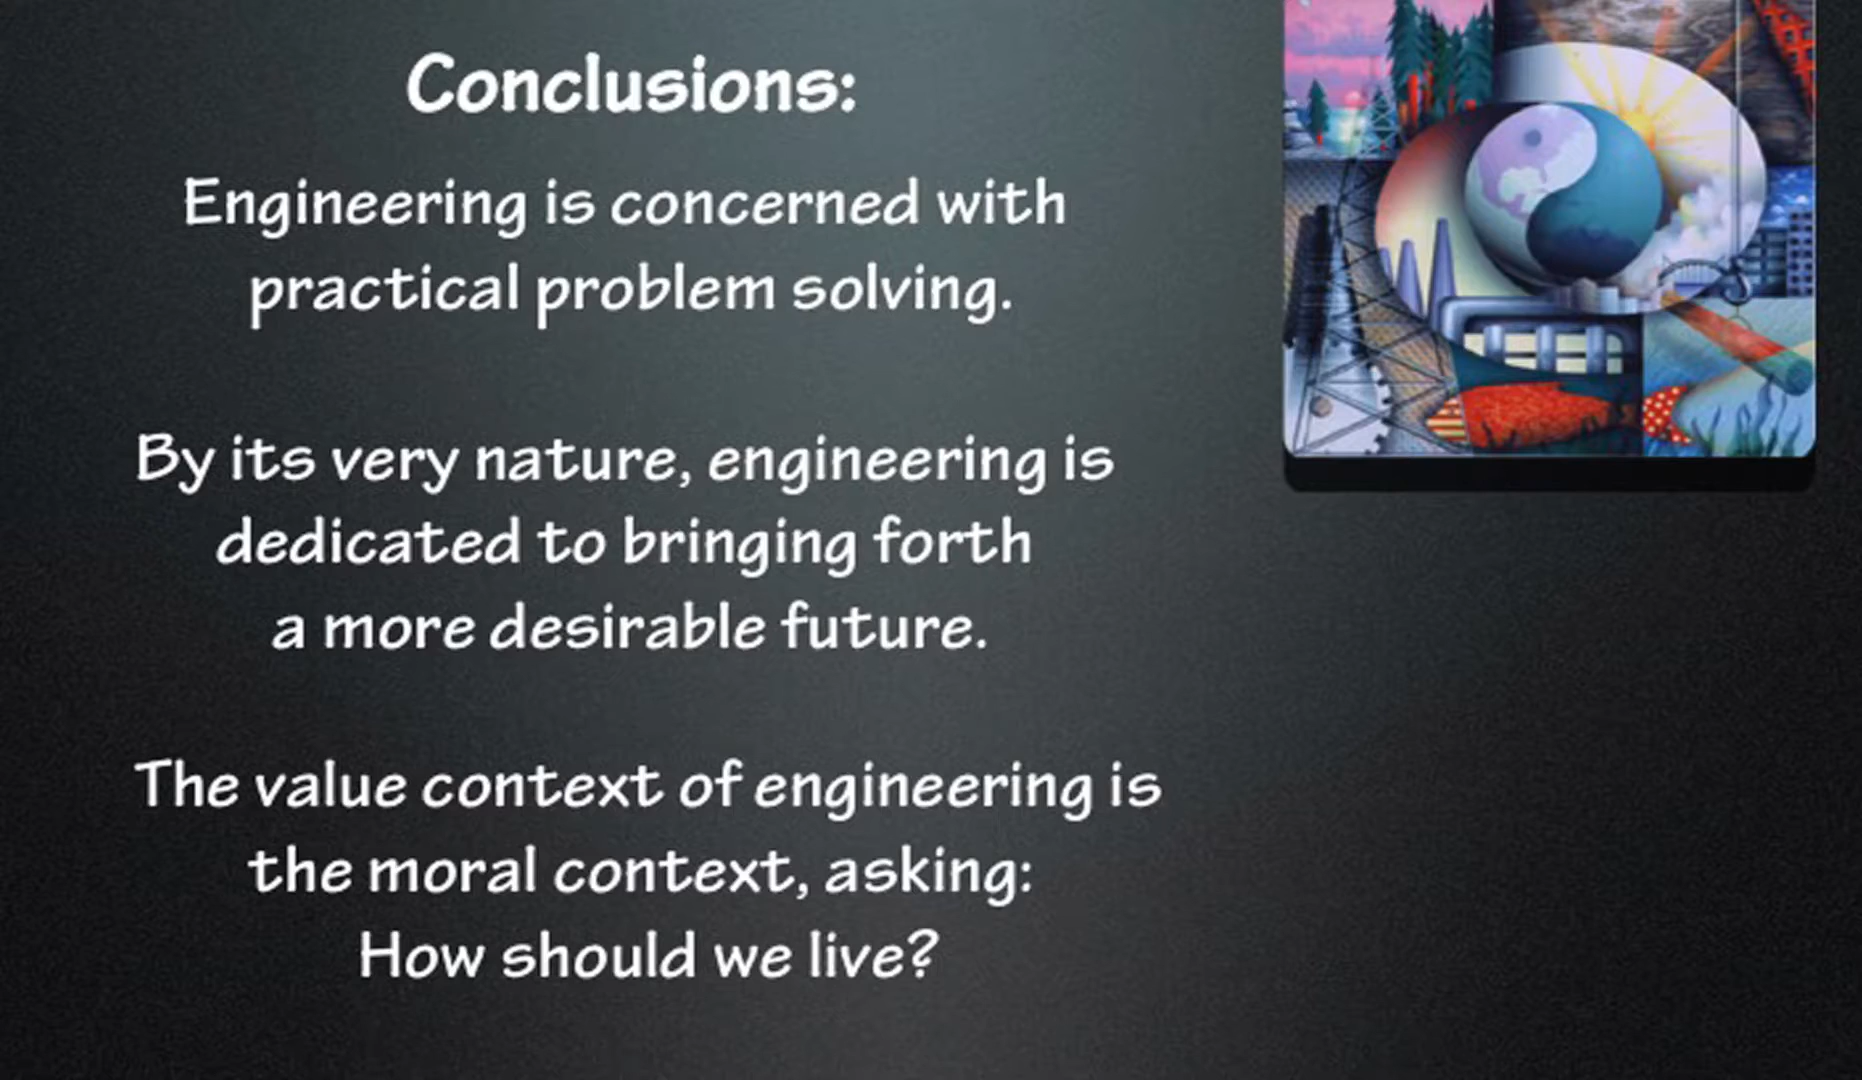 Conclusions:
Engineering is concerned with
practical problem solving.
By its very nature, engineering is
dedicated to bringing forth
a more desirable future.
The value context of engineering is
the moral context, asking:
How should we live?